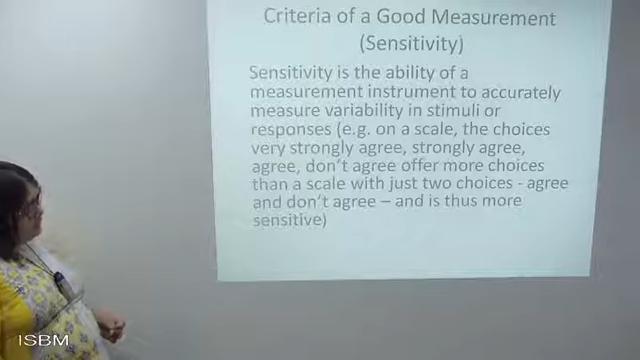 Criteria of a Good Measurement
(Sensitivity)
Sensitivity is the ability of a
measurement instrument to accurately
measure variability in stimuli or
responses (e.g. on a scale, the choices
very strongly agree, strongly agree,
agree, don't agree offer more choices
than a scale with just two choices - agree
and don't agree – and is thus more
sensitive)
ISBM